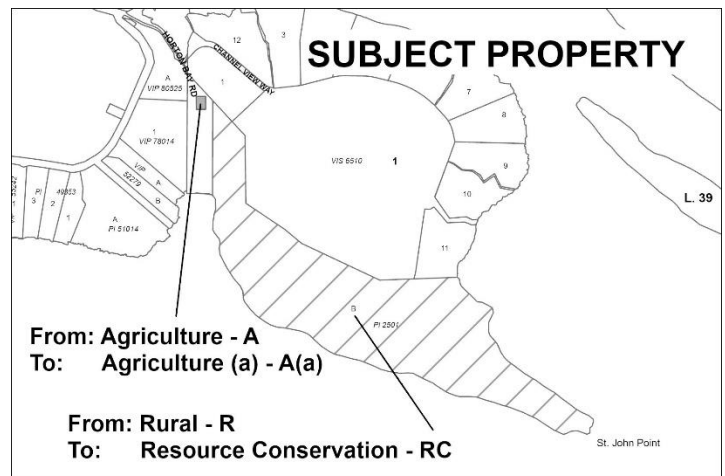 SUBJECT PROPERTY
HORTON BAY RD
CHANNEL VIEW WAY
12
3
A
VIP 80525
1
7
8
1
VIP 78014
VIS 6510
1
9
VIP
52279
A
B
10
L. 39
PI
3
2
49853
1
A
PI 51014
11
B
PI 2501
From: Agriculture - A
To: Agriculture (a) - A(a)
From: Rural - R
To: Resource Conservation - RC
St. John Point